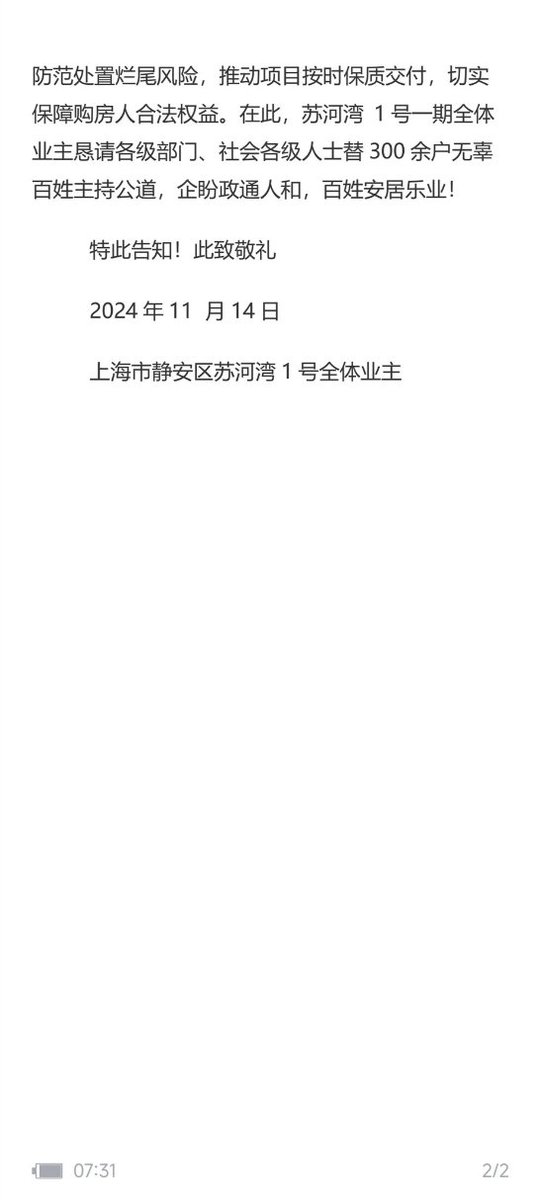 防范处置烂尾风险，推动项目按时保质交付，切实
保障购房人合法权益。在此，苏河湾 1 号一期全体
业主恳请各级部门、社会各级人士替 300 余户无辜
百姓主持公道，企盼政通人和，百姓安居乐业！
特此告知！此致敬礼
2024 年 11 月 14 日
上海市静安区苏河湾 1 号全体业主
07:31
2/2